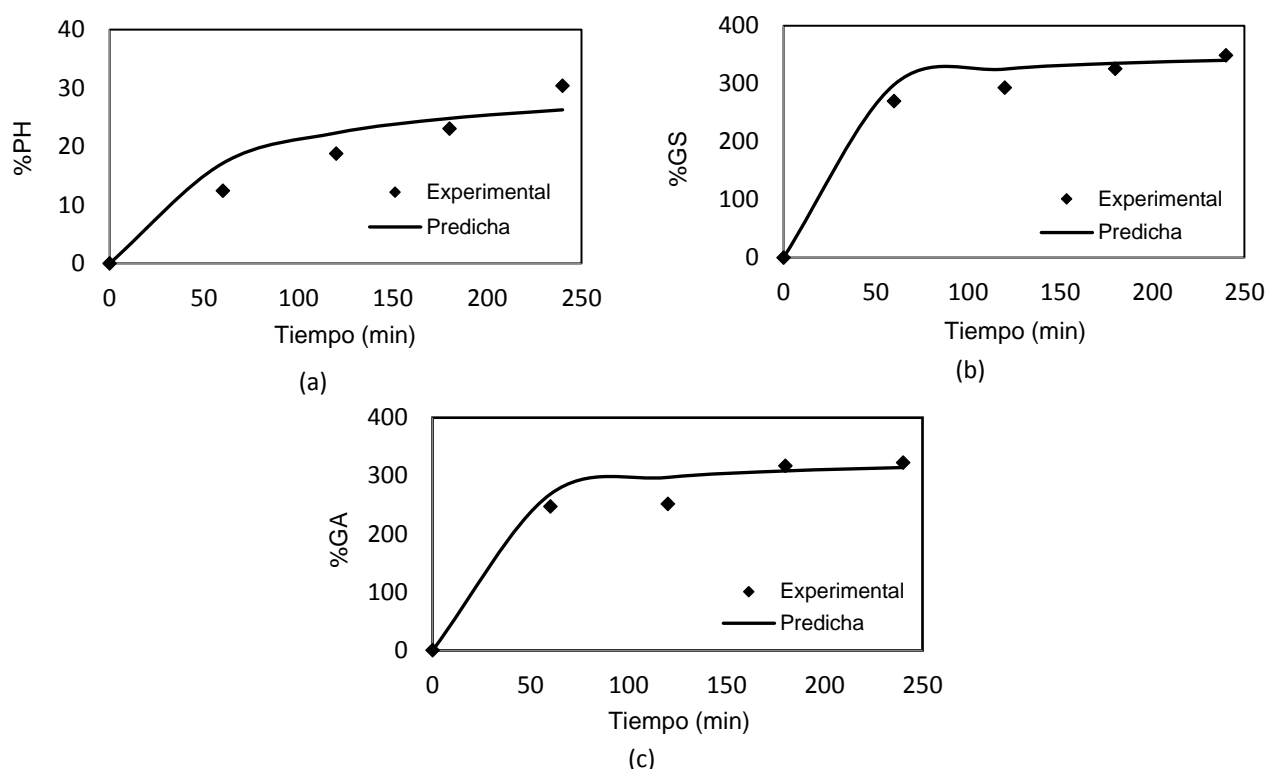 40
30
20
10
0
%PH
Experimental
Predicha
0 50 100 150 200 250
Tiempo (min)
(a)
400
300
200
100
0
%GS
Experimental
Predicha
0 50 100 150 200 250
Tiempo (min)
(b)
400
300
200
100
0
%GA
Experimental
Predicha
0 50 100 150 200 250
Tiempo (min)
(c)